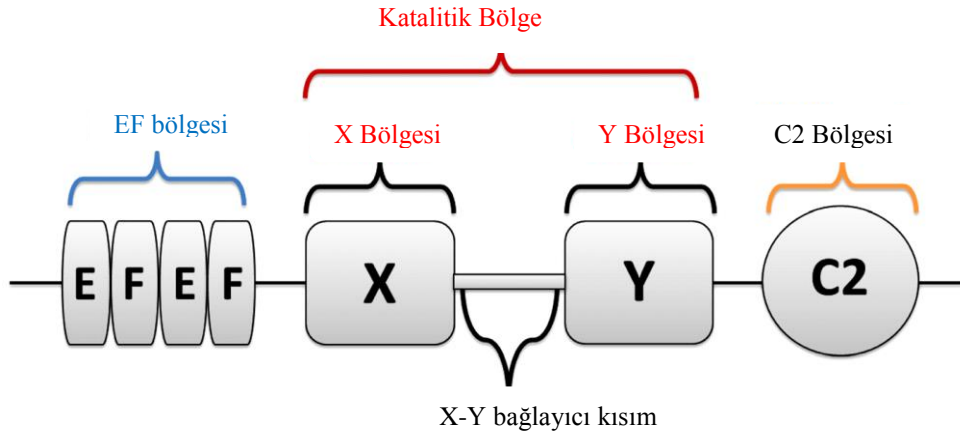 Katalitik Bölge
EF bölgesi
X Bölgesi
Y Bölgesi
C2 Bölgesi
E F E F
X
Y
C2
X-Y bağlayıcı kısım